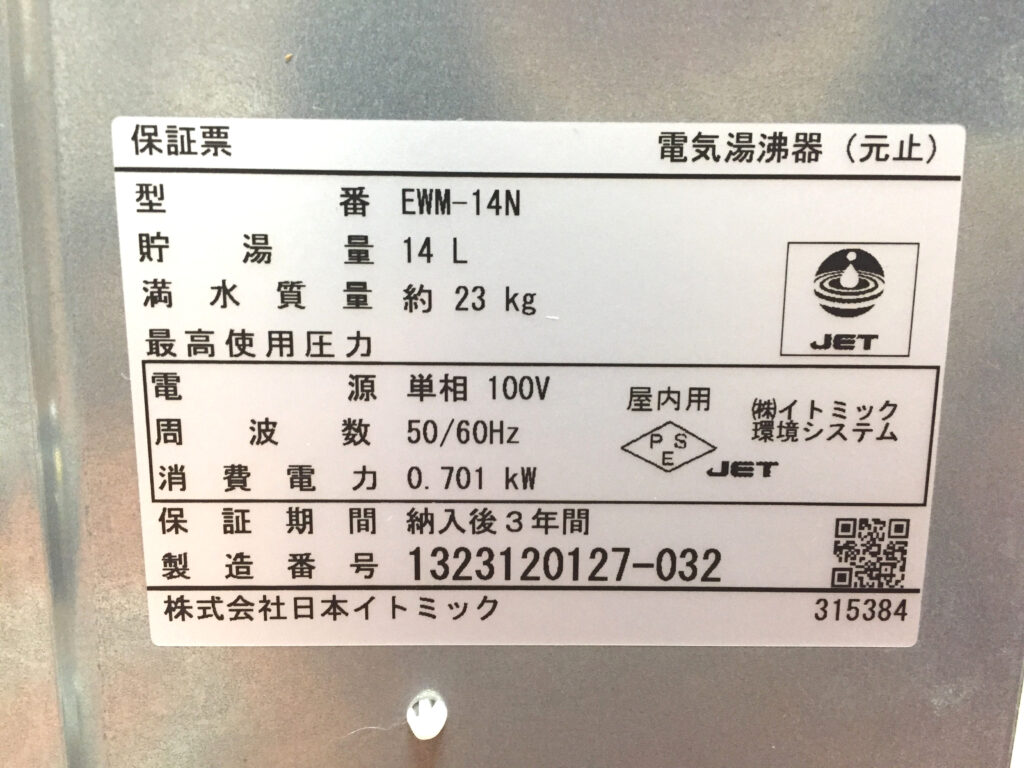 保証票 電気湯沸器(元止)
型番 EWM-14N
貯湯量 14 L
満水質量 約 23 kg
JET
最高使用圧力
電源 単相 100V
周波数 50/60Hz
消費電力 0.701 kW
屋内用
PSE
JET
㈱イトミック
環境システム
保証期間 納入後3年間
製造番号 1323120127-032
株式会社日本イトミック 315384